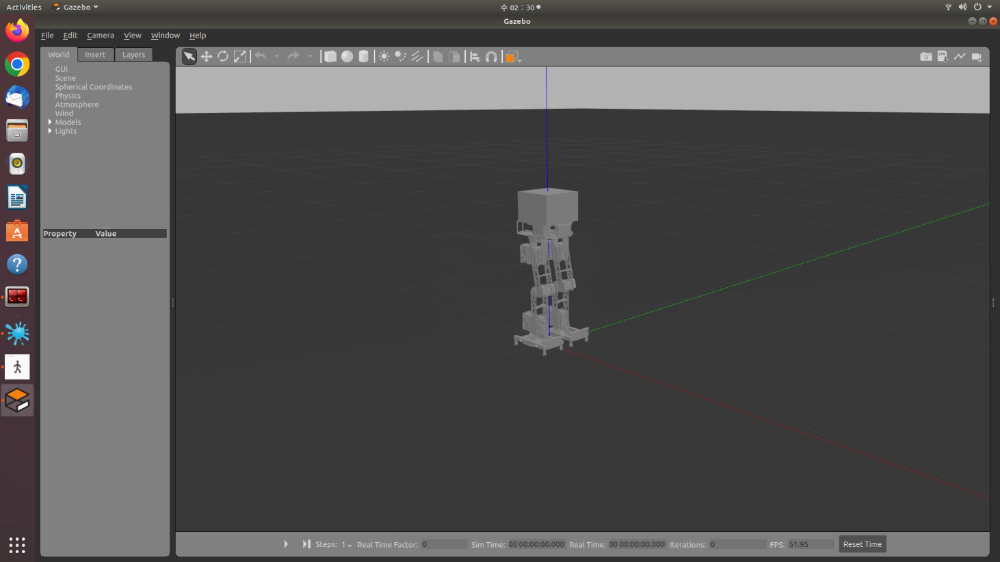 Activities Gazebo 수 02 : 30
Gazebo
File Edit Camera View Window Help
World Insert Layers
GUI
Scene
Spherical Coordinates
Physics
Atmosphere
Wind
Models
Lights
Property Value
Steps: 1 Real Time Factor: 0 Sim Time: 00 00:00:00.000 Real Time: 00 00:00:00.000 Iterations: 0 FPS: 51.95 Reset Time
LOG